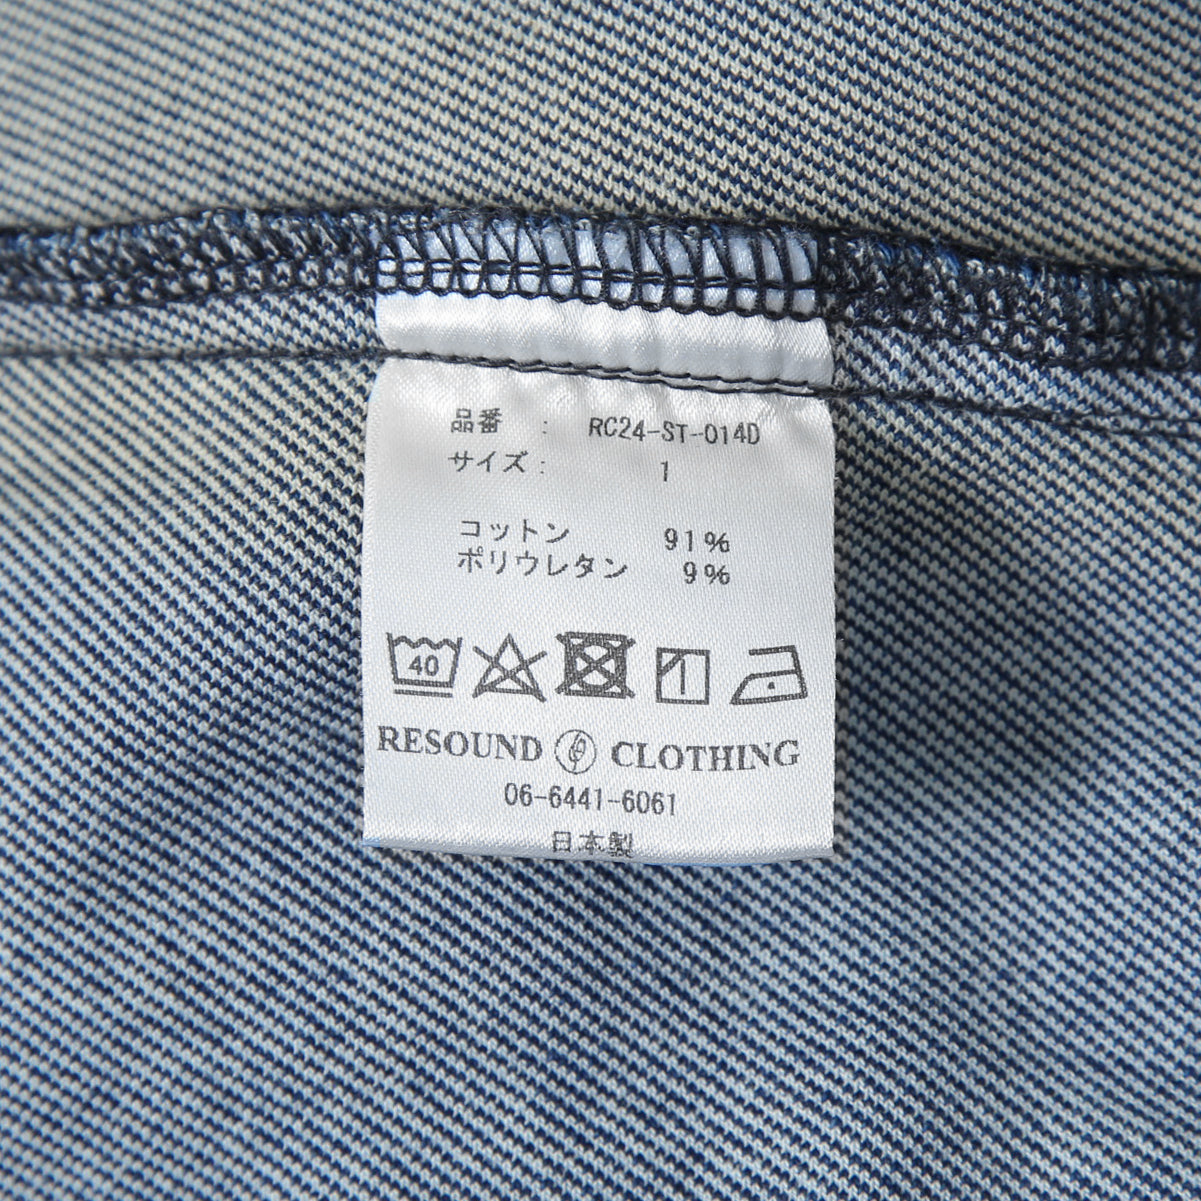 品番 : RC24-ST-014D
サイズ: 1
コットン 91%
ポリウレタン 9%
40
RESOUND CLOTHING
06-6441-6061
日本製